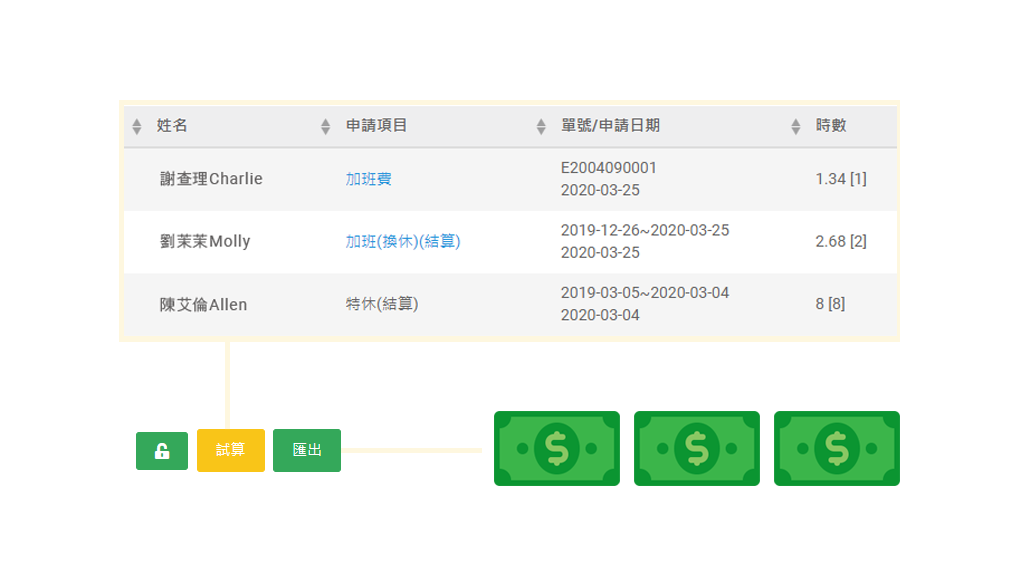 姓名 申請項目 單號/申請日期 時數
謝查理Charlie 加班費 E2004090001 1.34 [1]
2020-03-25
劉茉茉Molly 加班(換休)(結算) 2019-12-26~2020-03-25 2.68 [2]
2020-03-25
陳艾倫Allen 特休(結算) 2019-03-05~2020-03-04 8 [8]
2020-03-04
試算 匯出
$ $ $